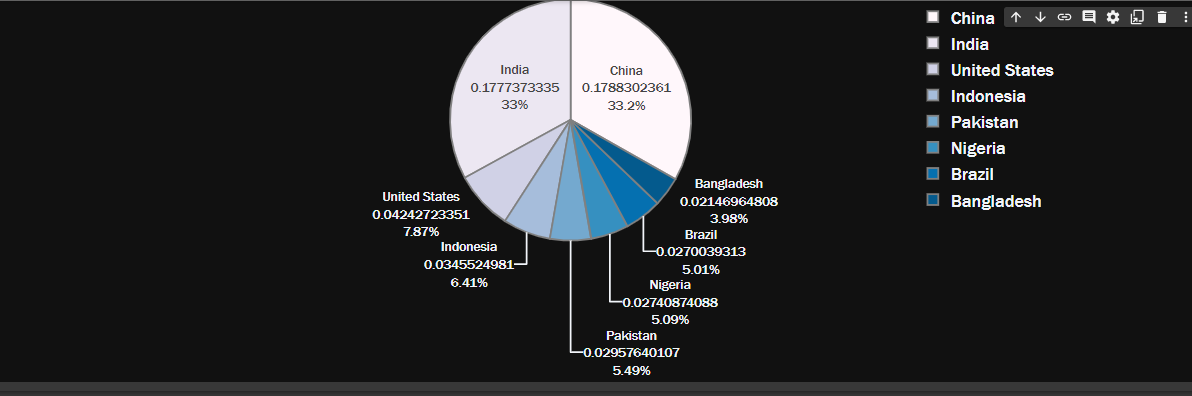 India
0.1777373335
33%
China
0.1788302361
33.2%
United States
0.04242723351
7.87%
Indonesia
0.0345524981
6.41%
Pakistan
0.02957640107
5.49%
Nigeria
0.02740874088
5.09%
Brazil
0.0270039313
5.01%
Bangladesh
0.02146964808
3.98%
China
India
United States
Indonesia
Pakistan
Nigeria
Brazil
Bangladesh